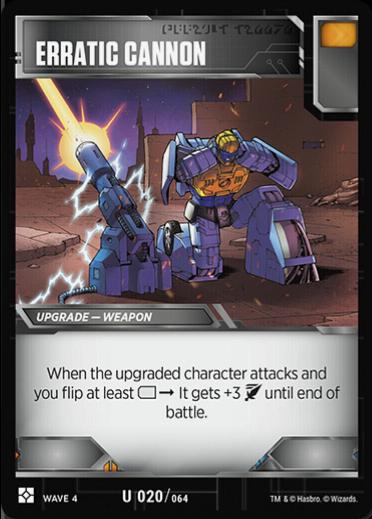 ERRATIC CANNON
UPGRADE — WEAPON
When the upgraded character attacks and
you flip at least → It gets +3 until end of
battle.
WAVE 4 U 020/064 TM & © Hasbro. © Wizards.